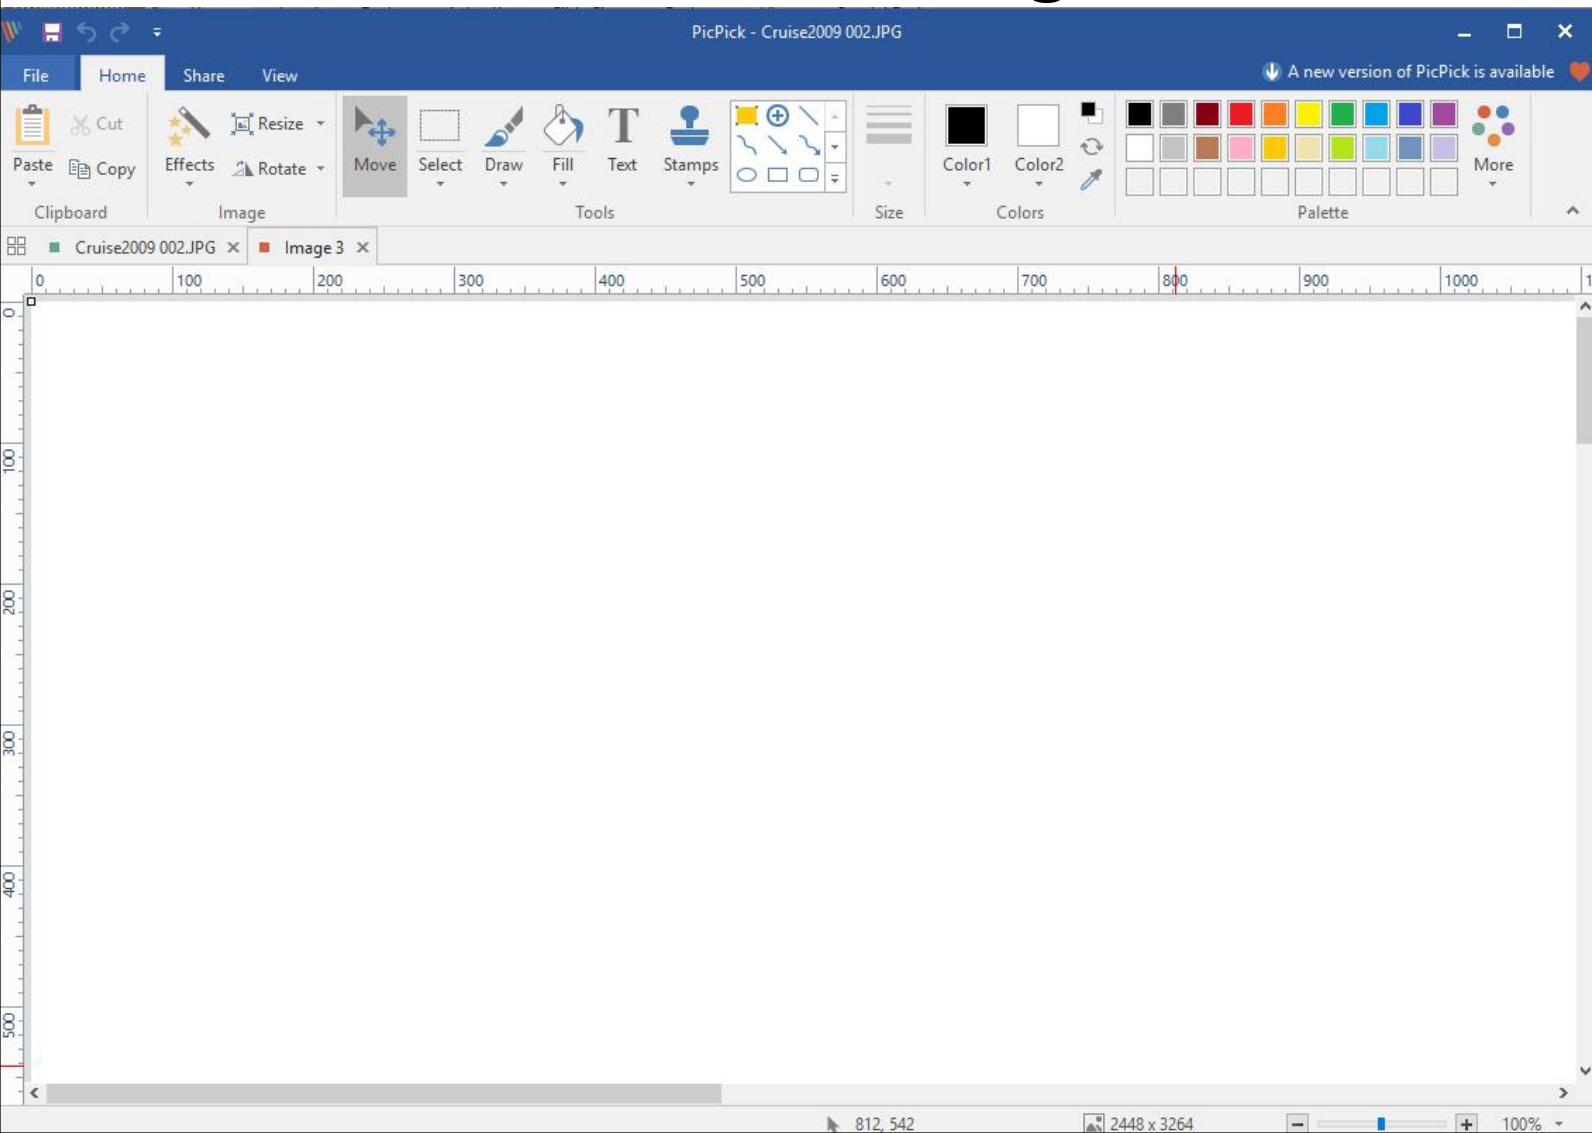 PicPick - Cruise2009 002.JPG
File Home Share View A new version of PicPick is available
Paste Cut Copy
Effects Resize Rotate
Move Select Draw Fill Text Stamps
Color1 Color2 More
Clipboard Image Tools Size Colors Palette
Cruise2009 002.JPG Image 3
0 100 200 300 400 500 600 700 800 900 1000 1
0
100
200
300
400
500
812, 542 2448 x 3264 100%